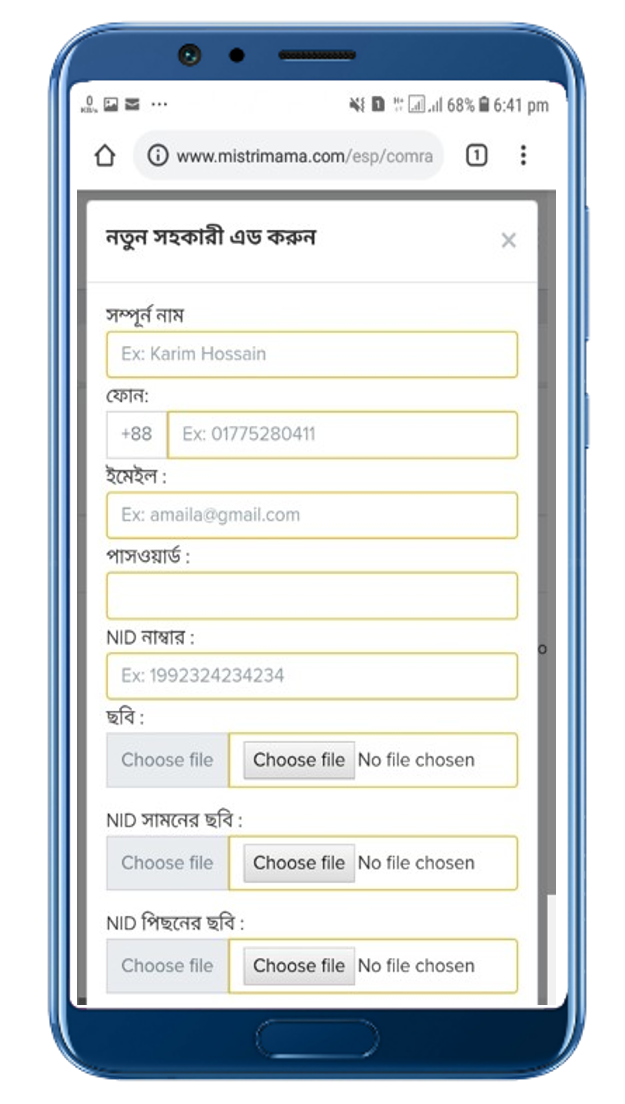 0
KB/s ... 68% 6:41 pm
www.mistrimama.com/esp/comra 1
নতুন সহকারী এড করুন ×
সম্পূর্ন নাম
Ex: Karim Hossain
ফোন:
+88 Ex: 01775280411
ইমেইল :
Ex: amaila@gmail.com
পাসওয়ার্ড :
NID নাম্বার :
Ex: 1992324234234
ছবি :
Choose file Choose file No file chosen
NID সামনের ছবি :
Choose file Choose file No file chosen
NID পিছনের ছবি :
Choose file Choose file No file chosen